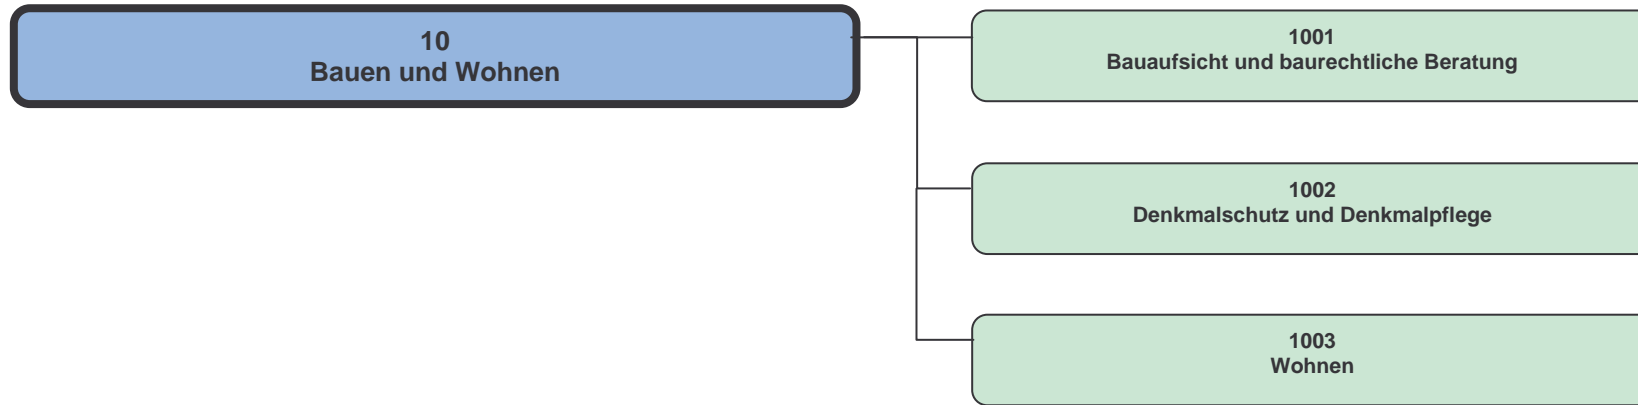 10
Bauen und Wohnen
1001
Bauaufsicht und baurechtliche Beratung
1002
Denkmalschutz und Denkmalpflege
1003
Wohnen